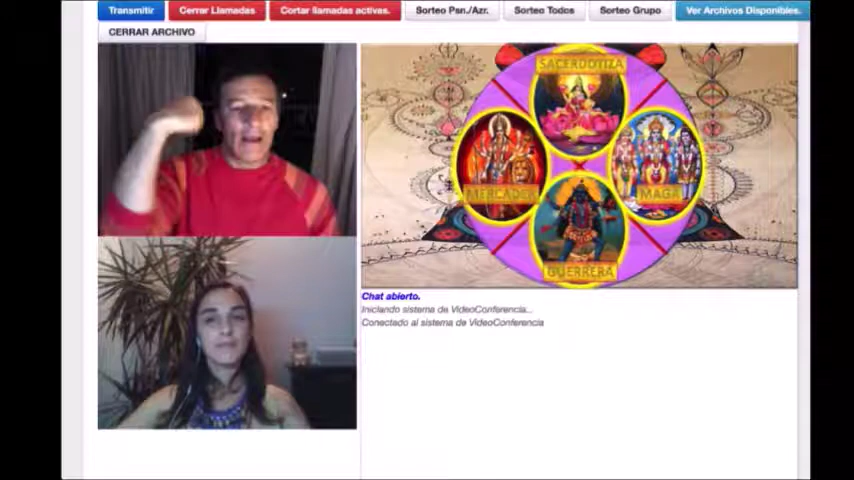 Transmitir Cerrar Llamadas Cortar llamadas activas. Sorteo Psn./Azr. Sorteo Todos Sorteo Grupo Ver Archivos Disponibles.
CERRAR ARCHIVO
SACERDOTIZA
MERCADER MAGA
GUERRERA
Chat abierto.
Iniciando sistema de VideoConferencia...
Conectado al sistema de VideoConferencia